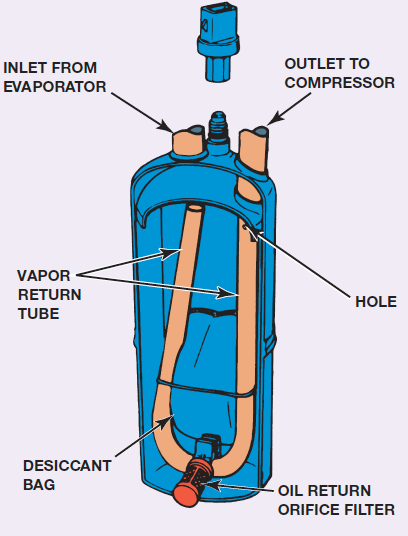 INLET FROM
EVAPORATOR
OUTLET TO
COMPRESSOR
VAPOR
RETURN
TUBE
HOLE
DESICCANT
BAG
OIL RETURN
ORIFICE FILTER